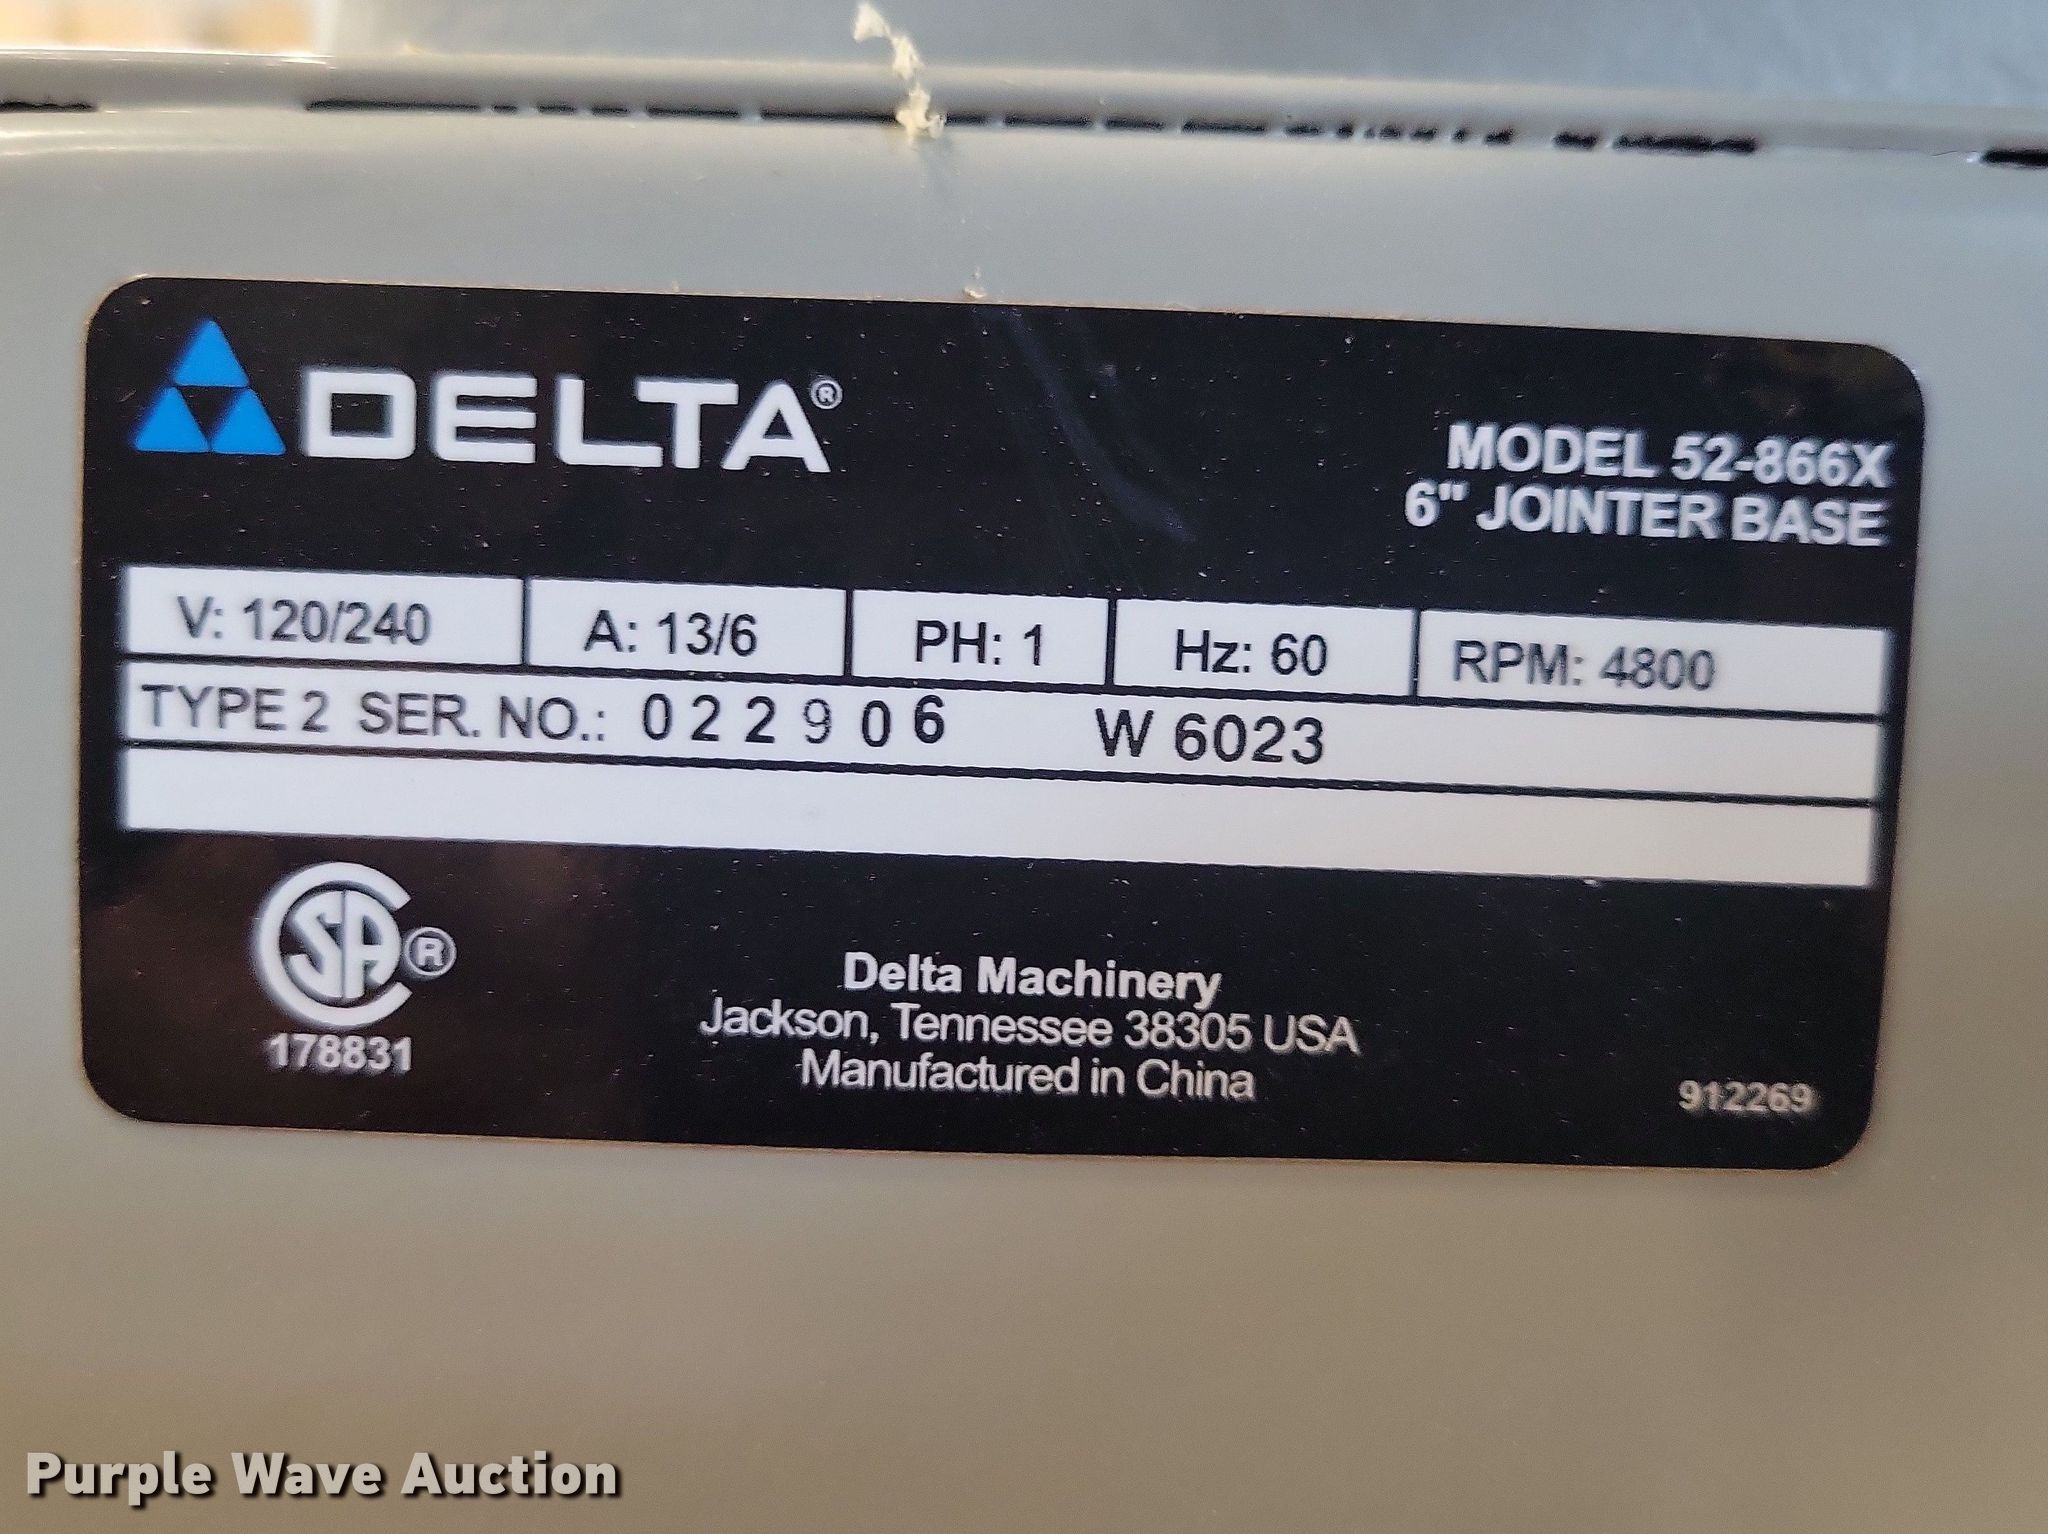 DELTA®
MODEL 52-866X
6" JOINTER BASE
V: 120/240 A: 13/6 PH: 1 Hz: 60 RPM: 4800
TYPE 2 SER. NO.: 022906 W 6023
CSA®
178831
Delta Machinery
Jackson, Tennessee 38305 USA
Manufactured in China
912269
Purple Wave Auction